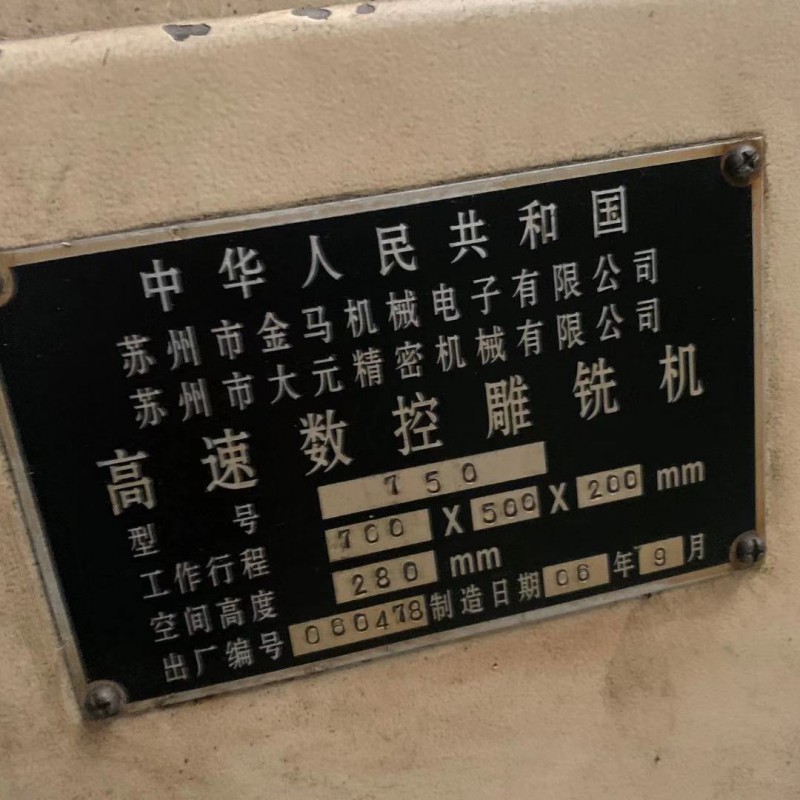 中华人民共和国
苏州市金马机械电子有限公司
苏州市大元精密机械有限公司
高速数控雕铣机
型号 750
工作行程 700 X 500 X 200 mm
空间高度 280 mm
出厂编号 060478 制造日期 06 年 9 月